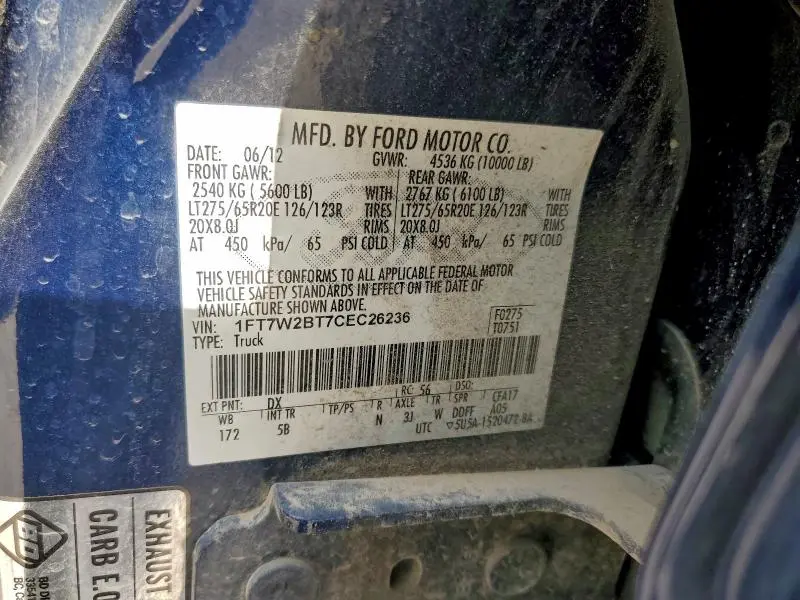 MFD. BY FORD MOTOR CO.
DATE: 06/12 GVWR: 4536 KG (10000 LB)
FRONT GAWR: REAR GAWR:
2540 KG ( 5600 LB) WITH 2767 KG ( 6100 LB) WITH
LT275/65R20E 126/123R TIRES LT275/65R20E 126/123R TIRES
20X8.0J RIMS 20X8.0J RIMS
AT 450 kPa/ 65 PSI COLD AT 450 kPa/ 65 PSI COLD
THIS VEHICLE CONFORMS TO ALL APPLICABLE FEDERAL MOTOR
VEHICLE SAFETY STANDARDS IN EFFECT ON THE DATE OF
MANUFACTURE SHOWN ABOVE.
VIN: 1FT7W2BT7CEC26236 F0275
TYPE: Truck T0751
EXT PNT: DX RC: 56 DSO:
WB INT TR TP/PS R AXLE TR SPR CFA17
172 5B N 3J W DDFF A05
UTC 5U5A-1520472-BA
EXHAUST
CARB E.O
BD D
3354
BC, C